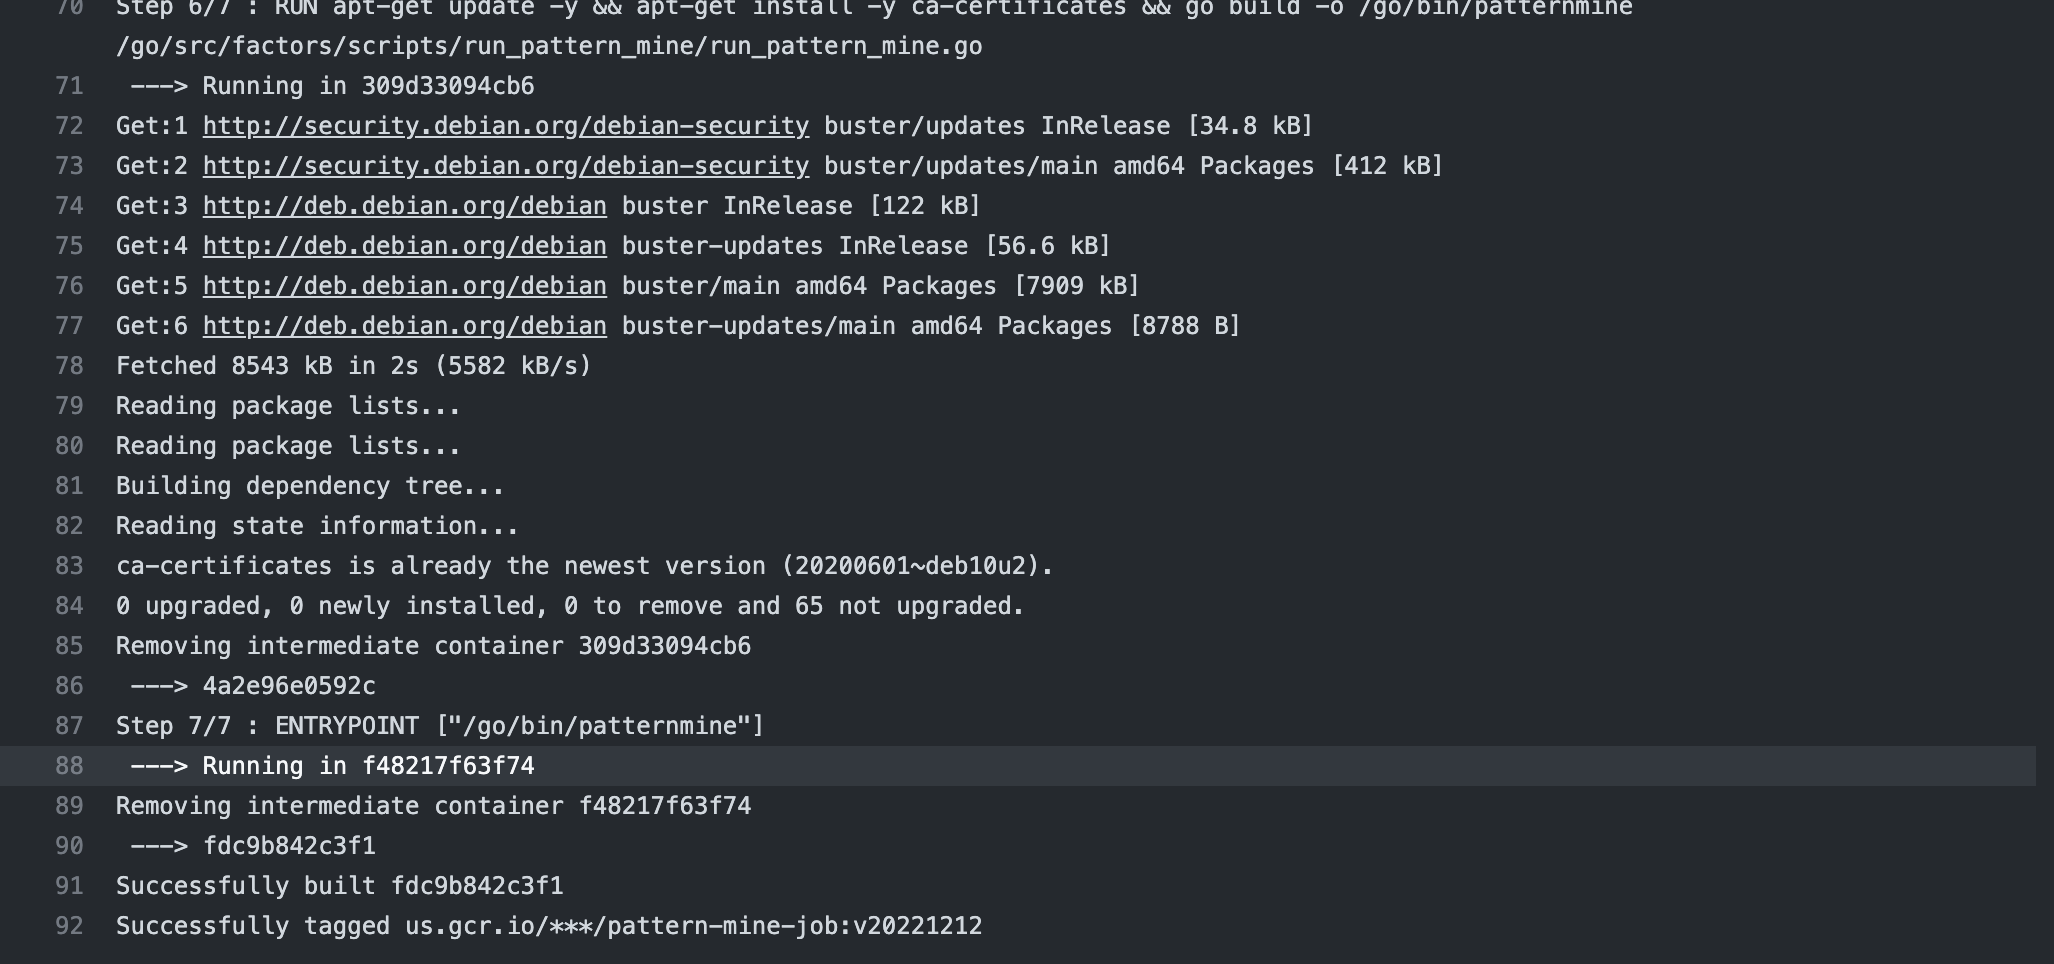 70 Step 6/7 : RUN apt-get update -y && apt-get install -y ca-certificates && go build -o /go/bin/patternmine
/go/src/factors/scripts/run_pattern_mine/run_pattern_mine.go
71 ---> Running in 309d33094cb6
72 Get:1 http://security.debian.org/debian-security buster/updates InRelease [34.8 kB]
73 Get:2 http://security.debian.org/debian-security buster/updates/main amd64 Packages [412 kB]
74 Get:3 http://deb.debian.org/debian buster InRelease [122 kB]
75 Get:4 http://deb.debian.org/debian buster-updates InRelease [56.6 kB]
76 Get:5 http://deb.debian.org/debian buster/main amd64 Packages [7909 kB]
77 Get:6 http://deb.debian.org/debian buster-updates/main amd64 Packages [8788 B]
78 Fetched 8543 kB in 2s (5582 kB/s)
79 Reading package lists...
80 Reading package lists...
81 Building dependency tree...
82 Reading state information...
83 ca-certificates is already the newest version (20200601~deb10u2).
84 0 upgraded, 0 newly installed, 0 to remove and 65 not upgraded.
85 Removing intermediate container 309d33094cb6
86 ---> 4a2e96e0592c
87 Step 7/7 : ENTRYPOINT ["/go/bin/patternmine"]
88 ---> Running in f48217f63f74
89 Removing intermediate container f48217f63f74
90 ---> fdc9b842c3f1
91 Successfully built fdc9b842c3f1
92 Successfully tagged us.gcr.io/***/pattern-mine-job:v20221212